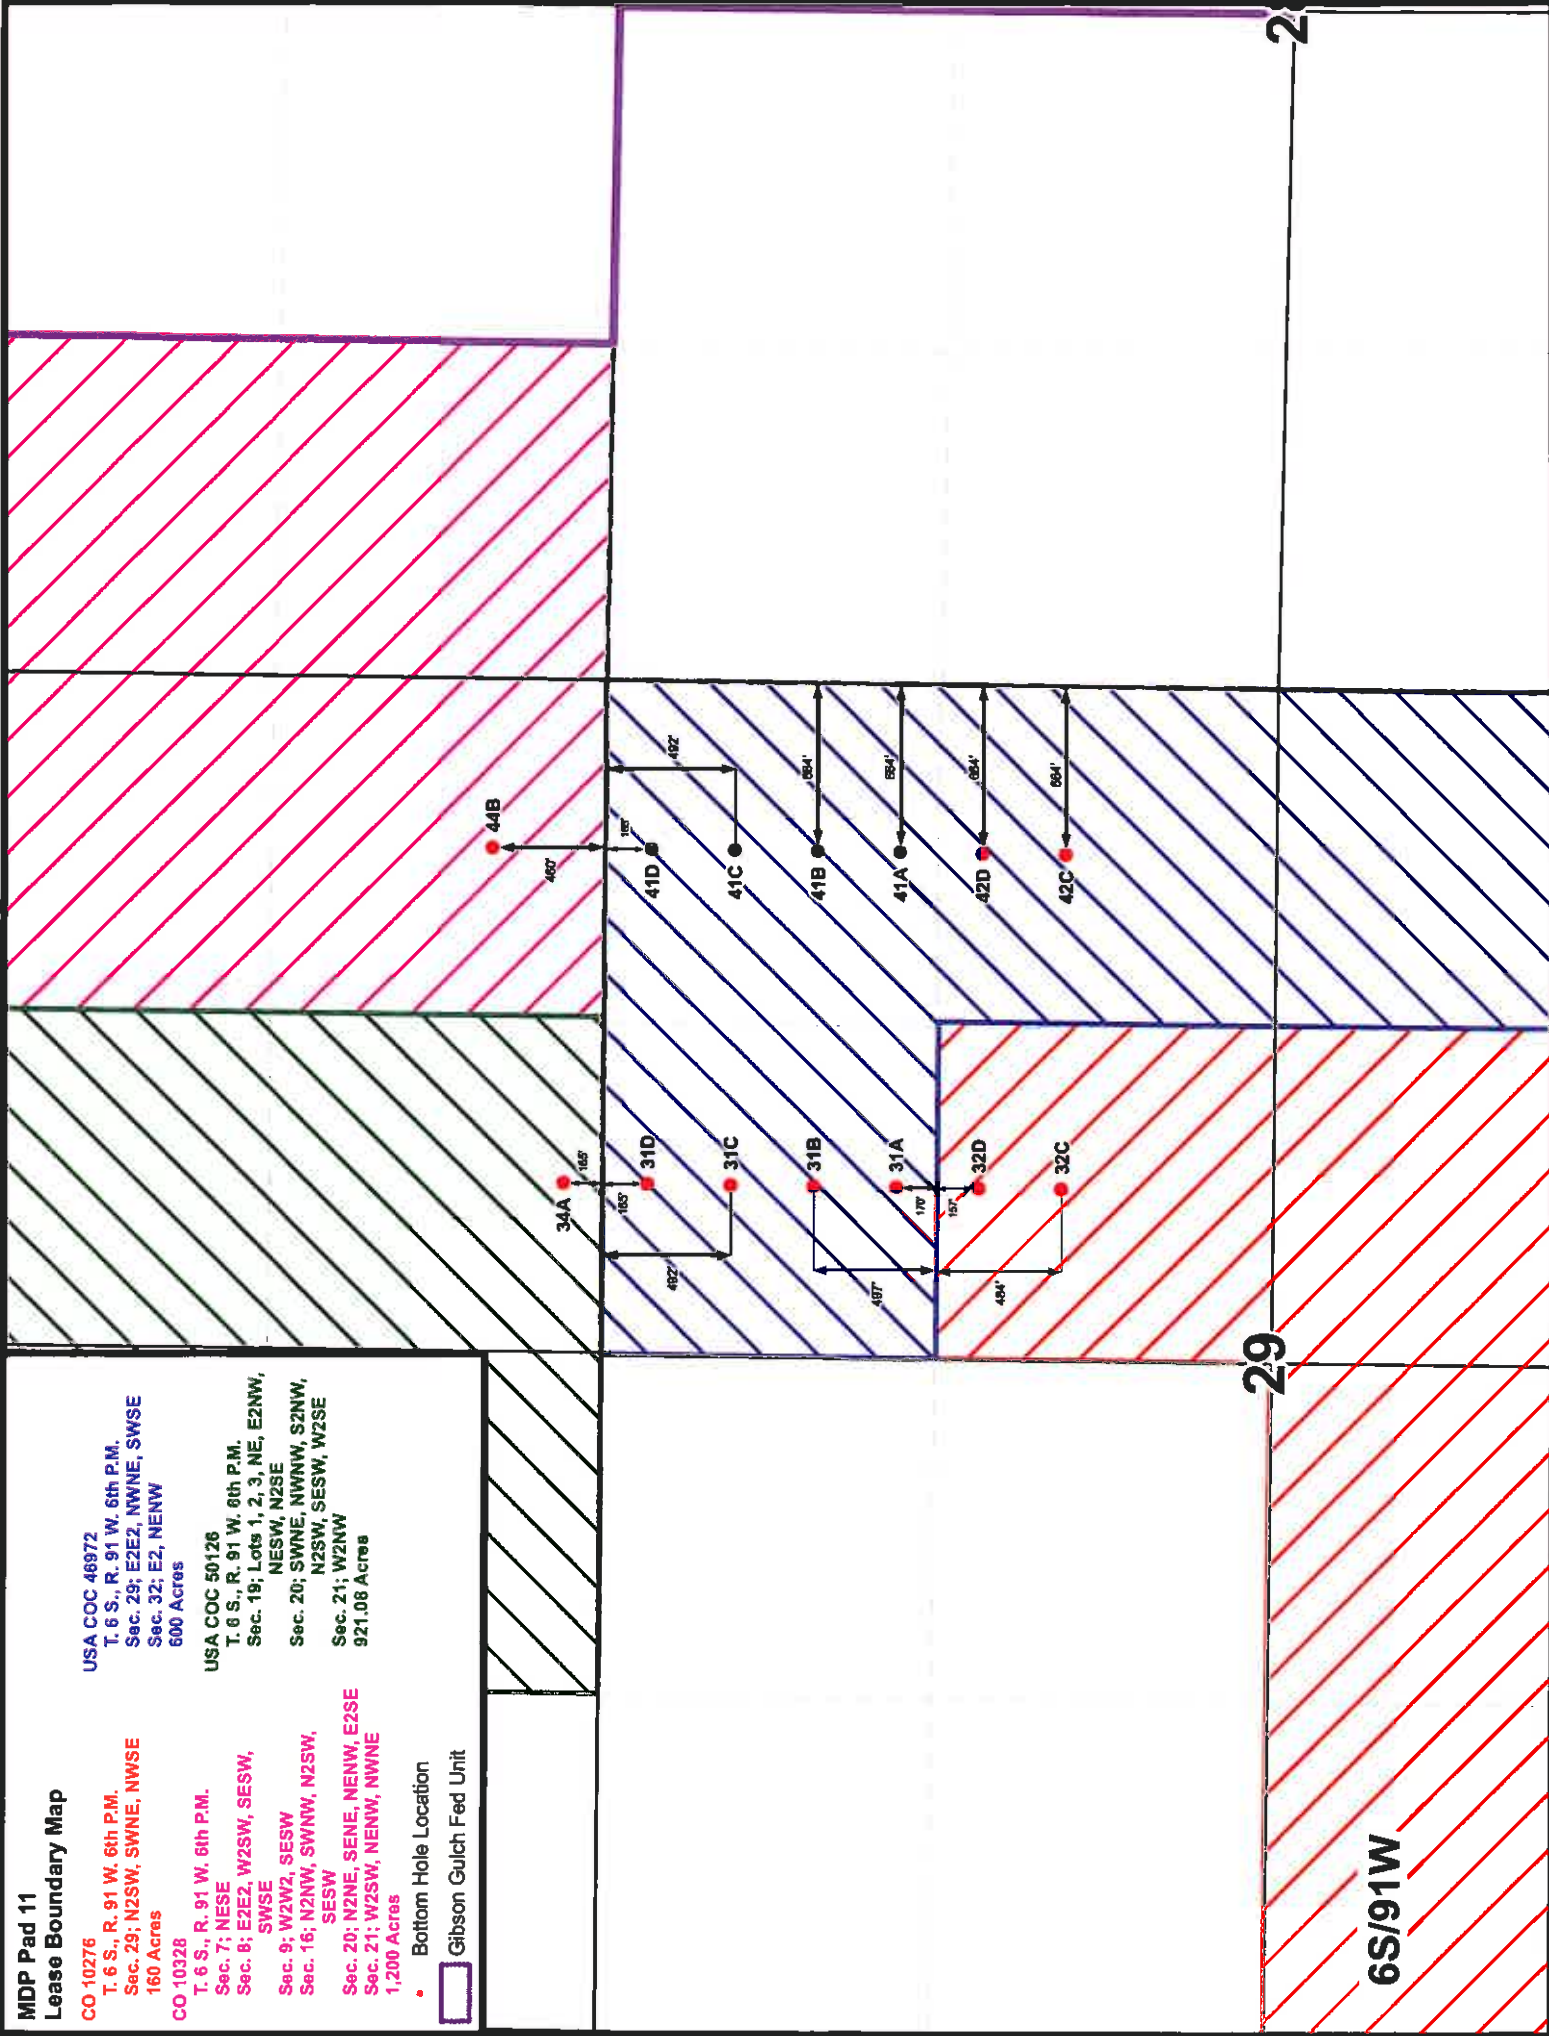 MDP Pad 11
Lease Boundary Map
CO 10276
T. 6 S., R. 91 W. 6th P.M.
Sec. 29; N2SW, SWNE, NWSE
160 Acres
CO 10328
T. 6 S., R. 91 W. 6th P.M.
Sec. 7; NESE
Sec. 8; E2E2, W2SW, SESW,
SWSE
Sec. 9; W2W2, SESW
Sec. 16; N2NW, SWNW, N2SW,
SESW
Sec. 20; N2NE, SENE, NENW, E2SE
Sec. 21; W2SW, NENW, NWNE
1,200 Acres
Bottom Hole Location
Gibson Gulch Fed Unit
USA COC 46972
T. 6 S., R. 91 W. 6th P.M.
Sec. 29; E2E2, NWNE, SWSE
Sec. 32; E2, NENW
600 Acres
USA COC 50126
T. 6 S., R. 91 W. 6th P.M.
Sec. 19; Lots 1, 2, 3, NE, E2NW,
NESW, N2SE
Sec. 20; SWNE, NWNW, S2NW,
N2SW, SESW, W2SE
Sec. 21; W2NW
921.08 Acres
44B
460'
34A
165'
165'
31D
165'
41D
492'
31C
492'
41C
31B
497'
41B
664'
31A
170'
41A
664'
32D
157'
42D
664'
32C
484'
42C
664'
29
2
6S/91W